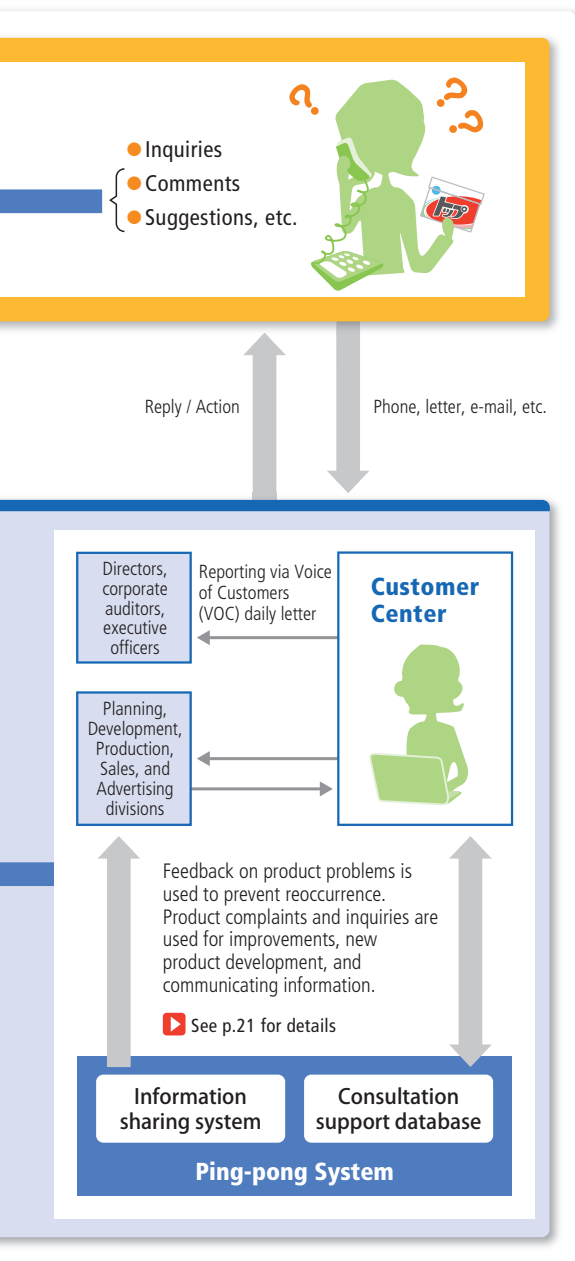 ?
?
?
Inquiries
Comments
Suggestions, etc.
トップ
Reply / Action
Phone, letter, e-mail, etc.
Directors,
corporate
auditors,
executive
officers
Reporting via Voice
of Customers
(VOC) daily letter
Customer
Center
Planning,
Development,
Production,
Sales, and
Advertising
divisions
Feedback on product problems is
used to prevent reoccurrence.
Product complaints and inquiries are
used for improvements, new
product development, and
communicating information.
See p.21 for details
Information
sharing system
Consultation
support database
Ping-pong System